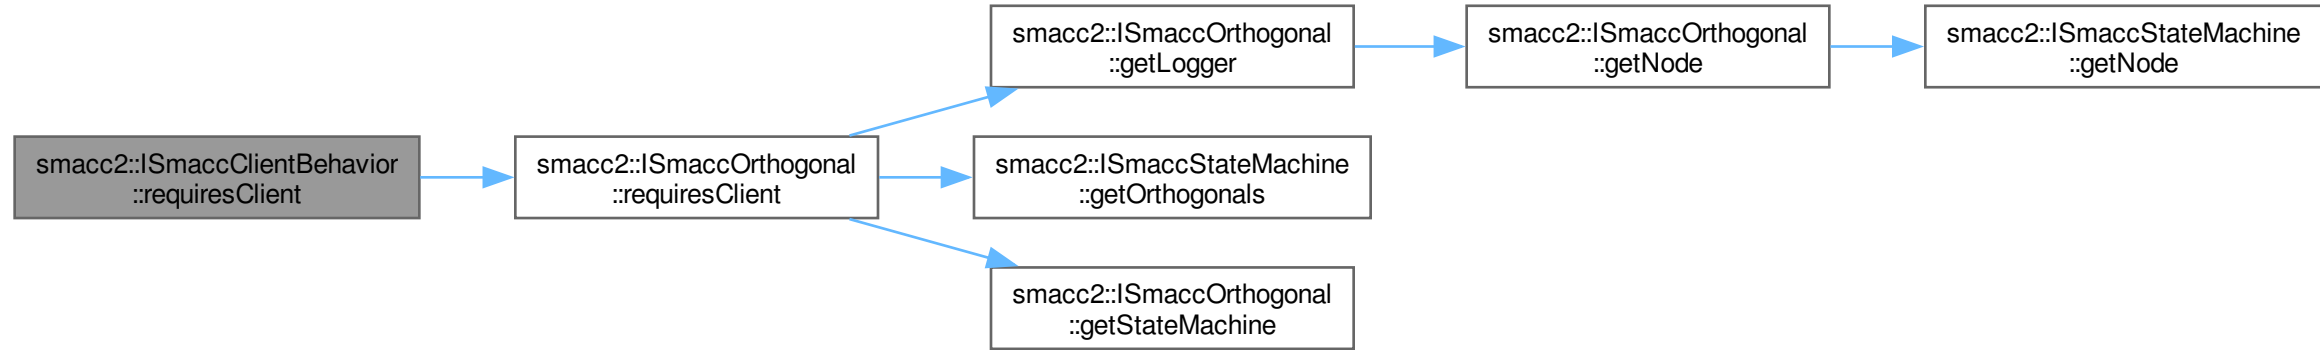 smacc2::ISmaccClientBehavior
::requiresClient
smacc2::ISmaccOrthogonal
::requiresClient
smacc2::ISmaccOrthogonal
::getLogger
smacc2::ISmaccOrthogonal
::getNode
smacc2::ISmaccStateMachine
::getNode
smacc2::ISmaccStateMachine
::getOrthogonals
smacc2::ISmaccOrthogonal
::getStateMachine